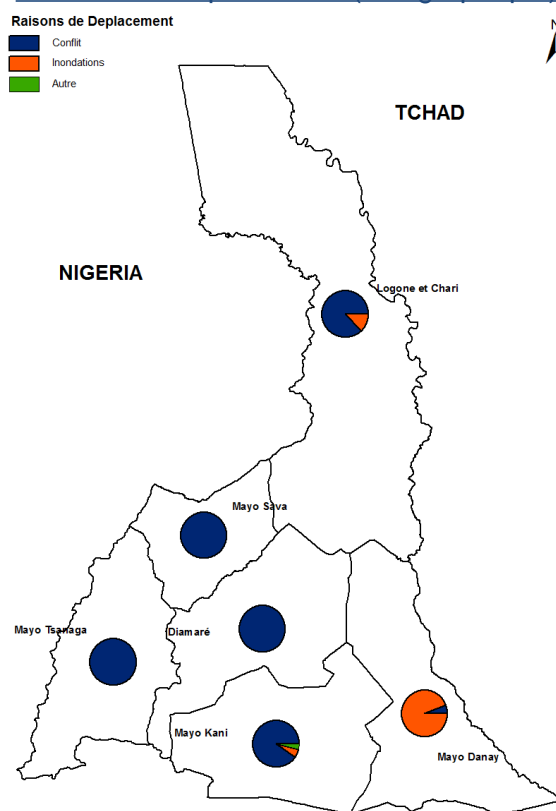 Raisons de Deplacement
Conflit
Inondations
Autre
N
TCHAD
NIGERIA
Logone et Chari
Mayo Sava
Mayo Tsanaga
Diamaré
Mayo Kani
Mayo Danay